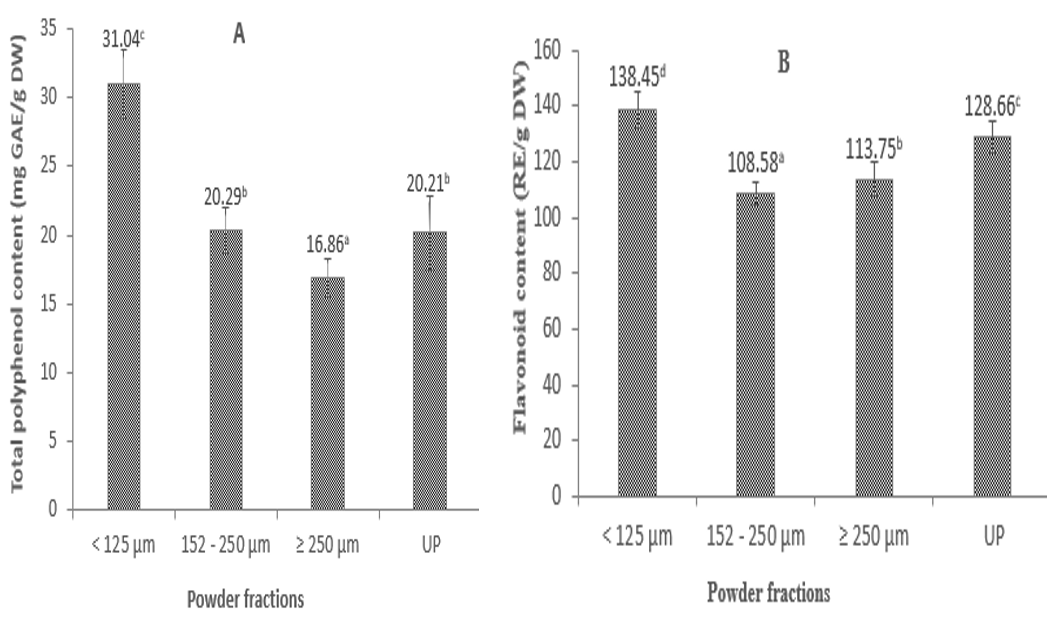 A
Total polyphenol content (mg GAE/g DW)
35
30
25
20
15
10
5
0
31.04ᶜ
20.29ᵇ
16.86ᵃ
20.21ᵇ
< 125 µm 152 - 250 µm ≥ 250 µm UP
Powder fractions
B
Flavonoid content (RE/g DW)
160
140
120
100
80
60
40
20
0
138.45ᵈ
108.58ᵃ
113.75ᵇ
128.66ᶜ
< 125 µm 152 - 250 µm ≥ 250 µm UP
Powder fractions